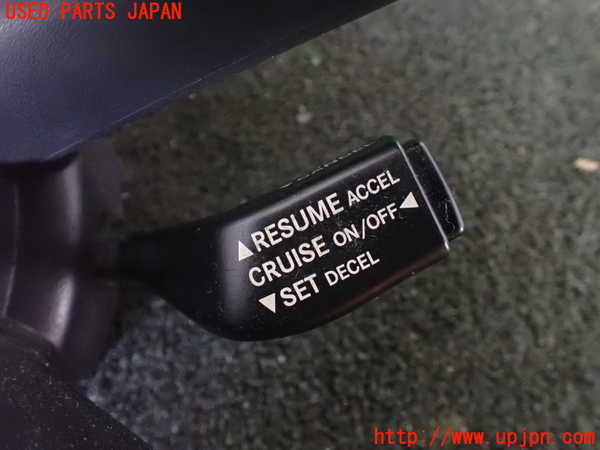 USED PARTS JAPAN
▲RESUME ACCEL
CRUISE ON/OFF◀
▼SET DECEL
http://www.upjpn.com/